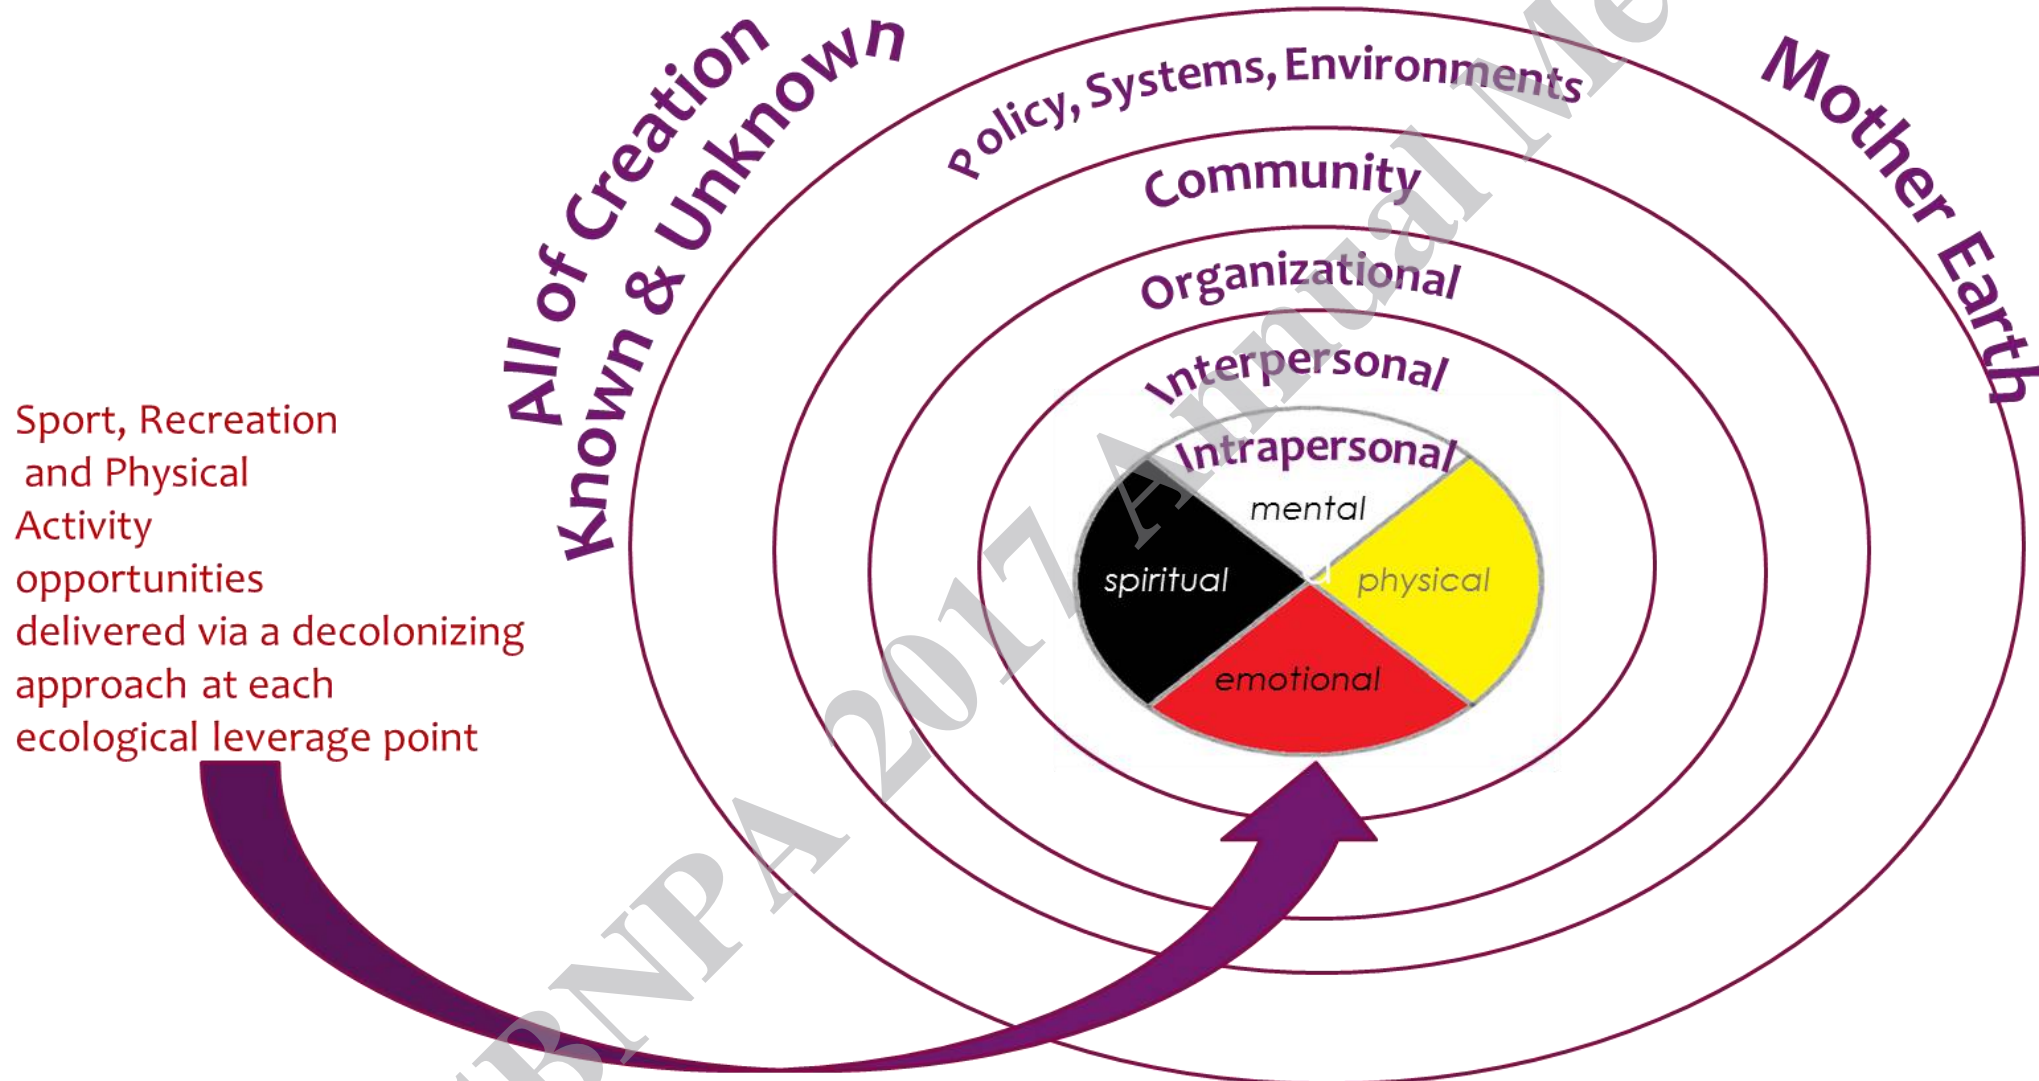 All of Creation
Known & Unknown
Mother Earth
Policy, Systems, Environments
Community
Organizational
Interpersonal
Intrapersonal
mental
spiritual
physical
emotional
Sport, Recreation
and Physical
Activity
opportunities
delivered via a decolonizing
approach at each
ecological leverage point
BNPA 2017 Annual Me